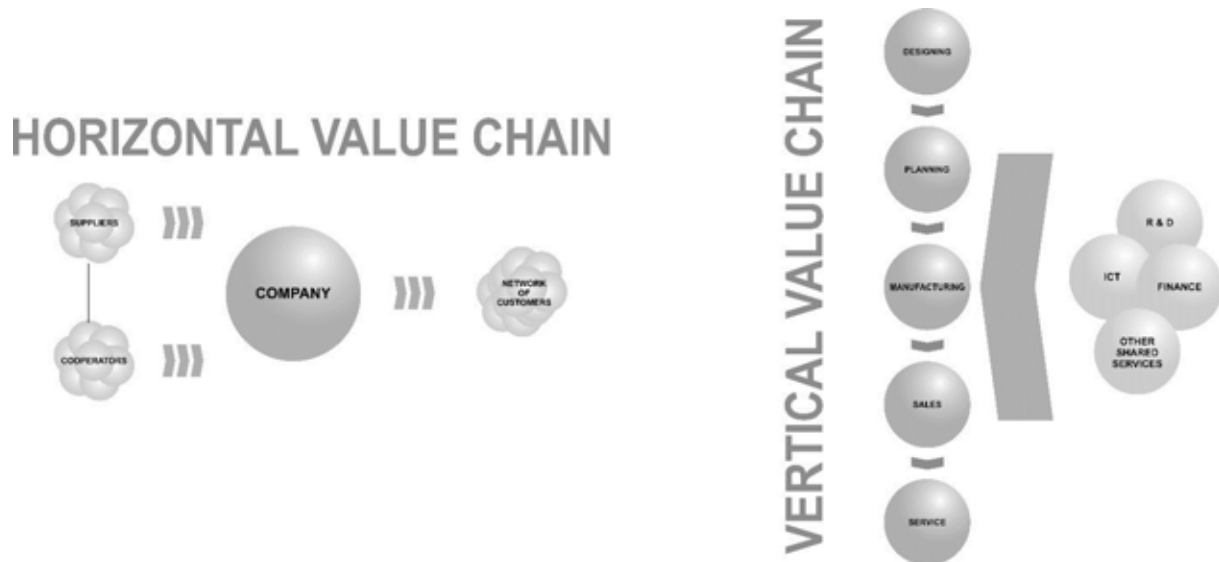 HORIZONTAL VALUE CHAIN
SUPPLIERS
COOPERATORS
COMPANY
NETWORK
OF
CUSTOMERS
VERTICAL VALUE CHAIN
DESIGNING
PLANNING
MANUFACTURING
SALES
SERVICE
R & D
ICT
FINANCE
OTHER
SHARED
SERVICES